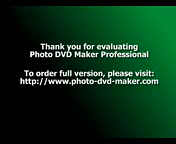 Thank you for evaluating
Photo DVD Maker Professional
To order full version, please visit:
http://www.photo-dvd-maker.com